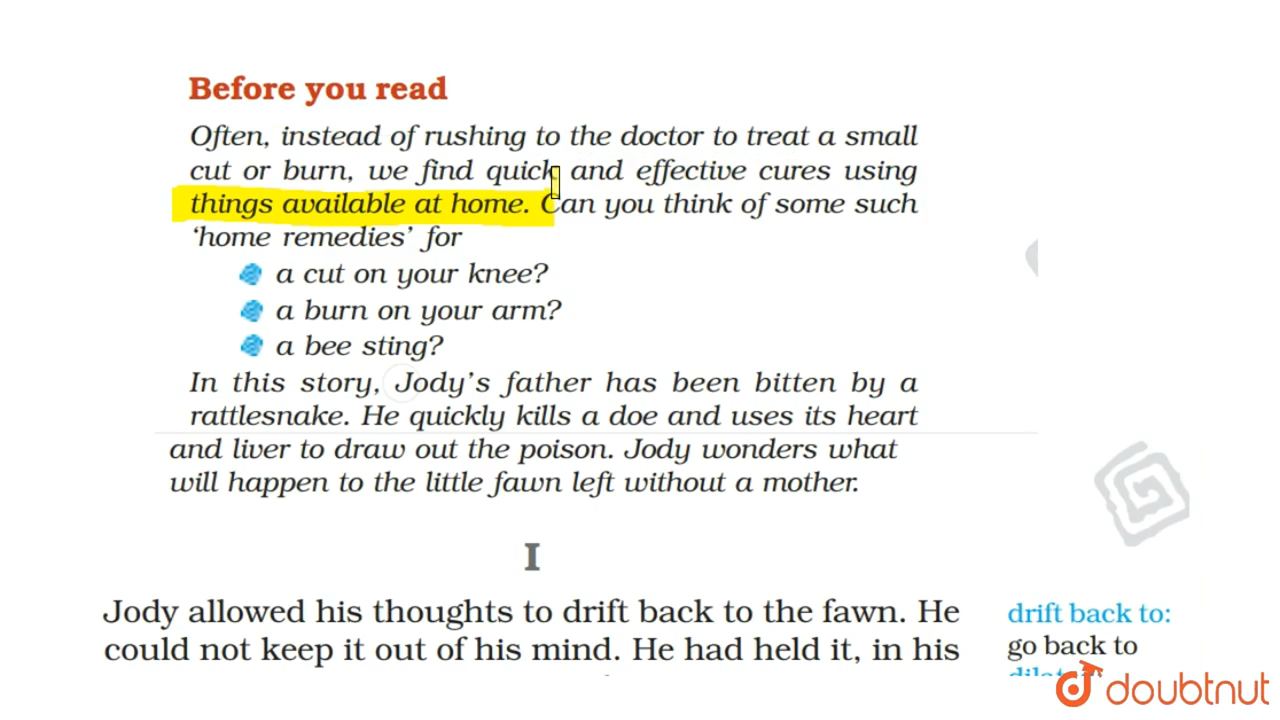 Before you read
Often, instead of rushing to the doctor to treat a small
cut or burn, we find quick and effective cures using
things available at home. Can you think of some such
‘home remedies’ for
a cut on your knee?
a burn on your arm?
a bee sting?
In this story, Jody’s father has been bitten by a
rattlesnake. He quickly kills a doe and uses its heart
and liver to draw out the poison. Jody wonders what
will happen to the little fawn left without a mother.
I
Jody allowed his thoughts to drift back to the fawn. He
could not keep it out of his mind. He had held it, in his
drift back to:
go back to
doubtnut